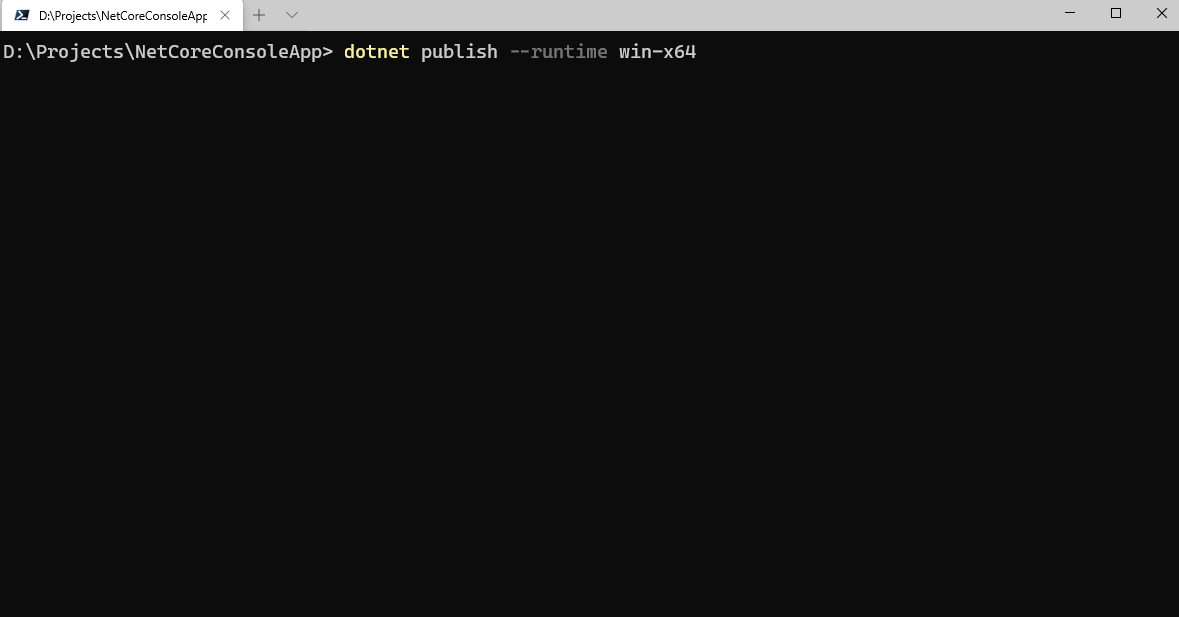 D:\Projects\NetCoreConsoleApp
D:\Projects\NetCoreConsoleApp> dotnet publish --runtime win-x64